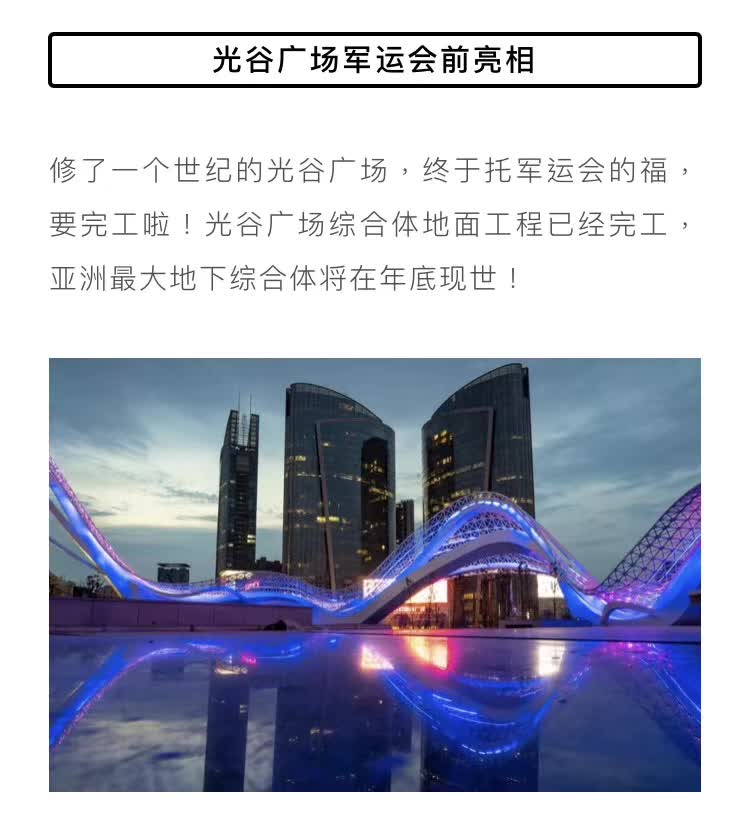 光谷广场军运会前亮相
修了一个世纪的光谷广场，终于托军运会的福，
要完工啦！光谷广场综合体地面工程已经完工，
亚洲最大地下综合体将在年底现世！